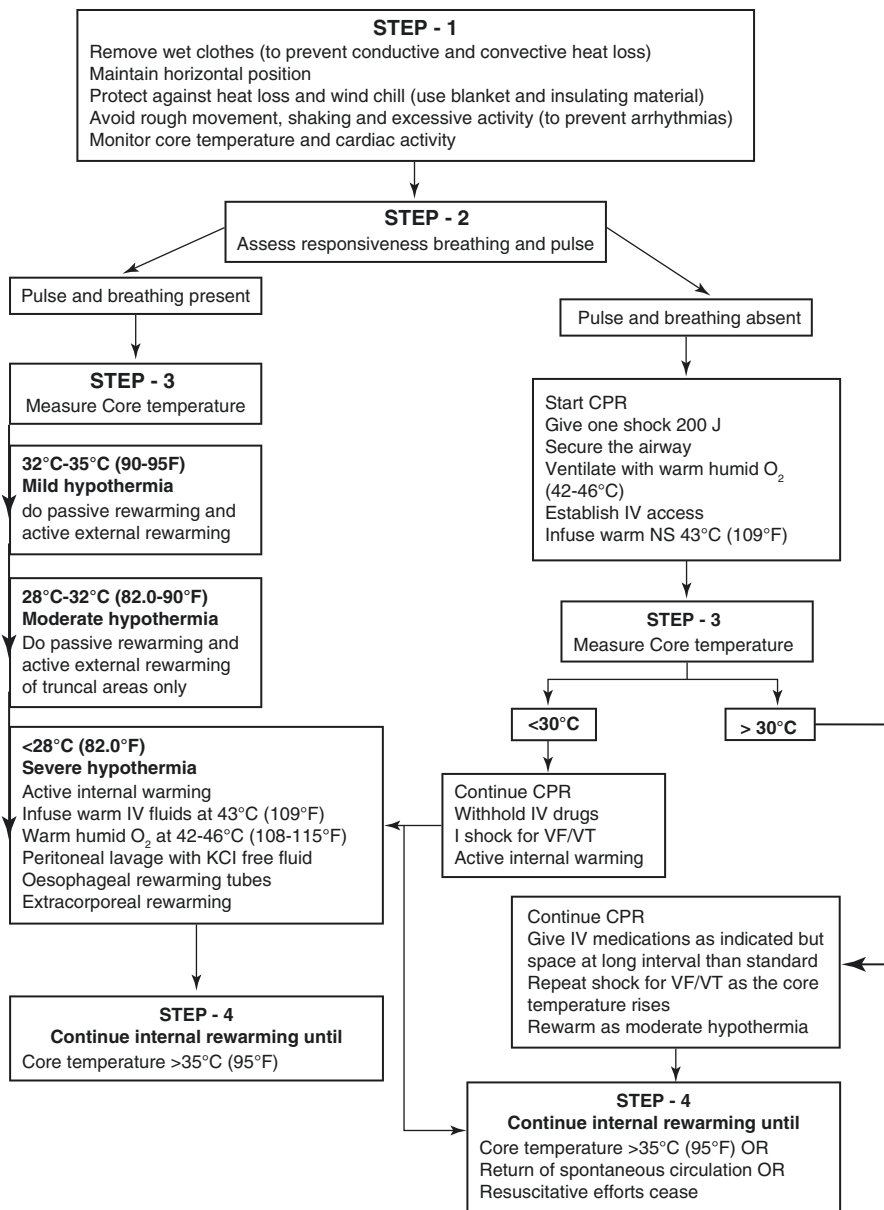 STEP - 1
Remove wet clothes (to prevent conductive and convective heat loss)
Maintain horizontal position
Protect against heat loss and wind chill (use blanket and insulating material)
Avoid rough movement, shaking and excessive activity (to prevent arrhythmias)
Monitor core temperature and cardiac activity
STEP - 2
Assess responsiveness breathing and pulse
Pulse and breathing present
STEP - 3
Measure Core temperature
32°C-35°C (90-95F)
Mild hypothermia
do passive rewarming and
active external rewarming
28°C-32°C (82.0-90°F)
Moderate hypothermia
Do passive rewarming and
active external rewarming
of truncal areas only
<28°C (82.0°F)
Severe hypothermia
Active internal warming
Infuse warm IV fluids at 43°C (109°F)
Warm humid O₂ at 42-46°C (108-115°F)
Peritoneal lavage with KCI free fluid
Oesophageal rewarming tubes
Extracorporeal rewarming
STEP - 4
Continue internal rewarming until
Core temperature >35°C (95°F)
Pulse and breathing absent
Start CPR
Give one shock 200 J
Secure the airway
Ventilate with warm humid O₂
(42-46°C)
Establish IV access
Infuse warm NS 43°C (109°F)
STEP - 3
Measure Core temperature
<30°C
> 30°C
Continue CPR
Withhold IV drugs
I shock for VF/VT
Active internal warming
Continue CPR
Give IV medications as indicated but
space at long interval than standard
Repeat shock for VF/VT as the core
temperature rises
Rewarm as moderate hypothermia
STEP - 4
Continue internal rewarming until
Core temperature >35°C (95°F) OR
Return of spontaneous circulation OR
Resuscitative efforts cease